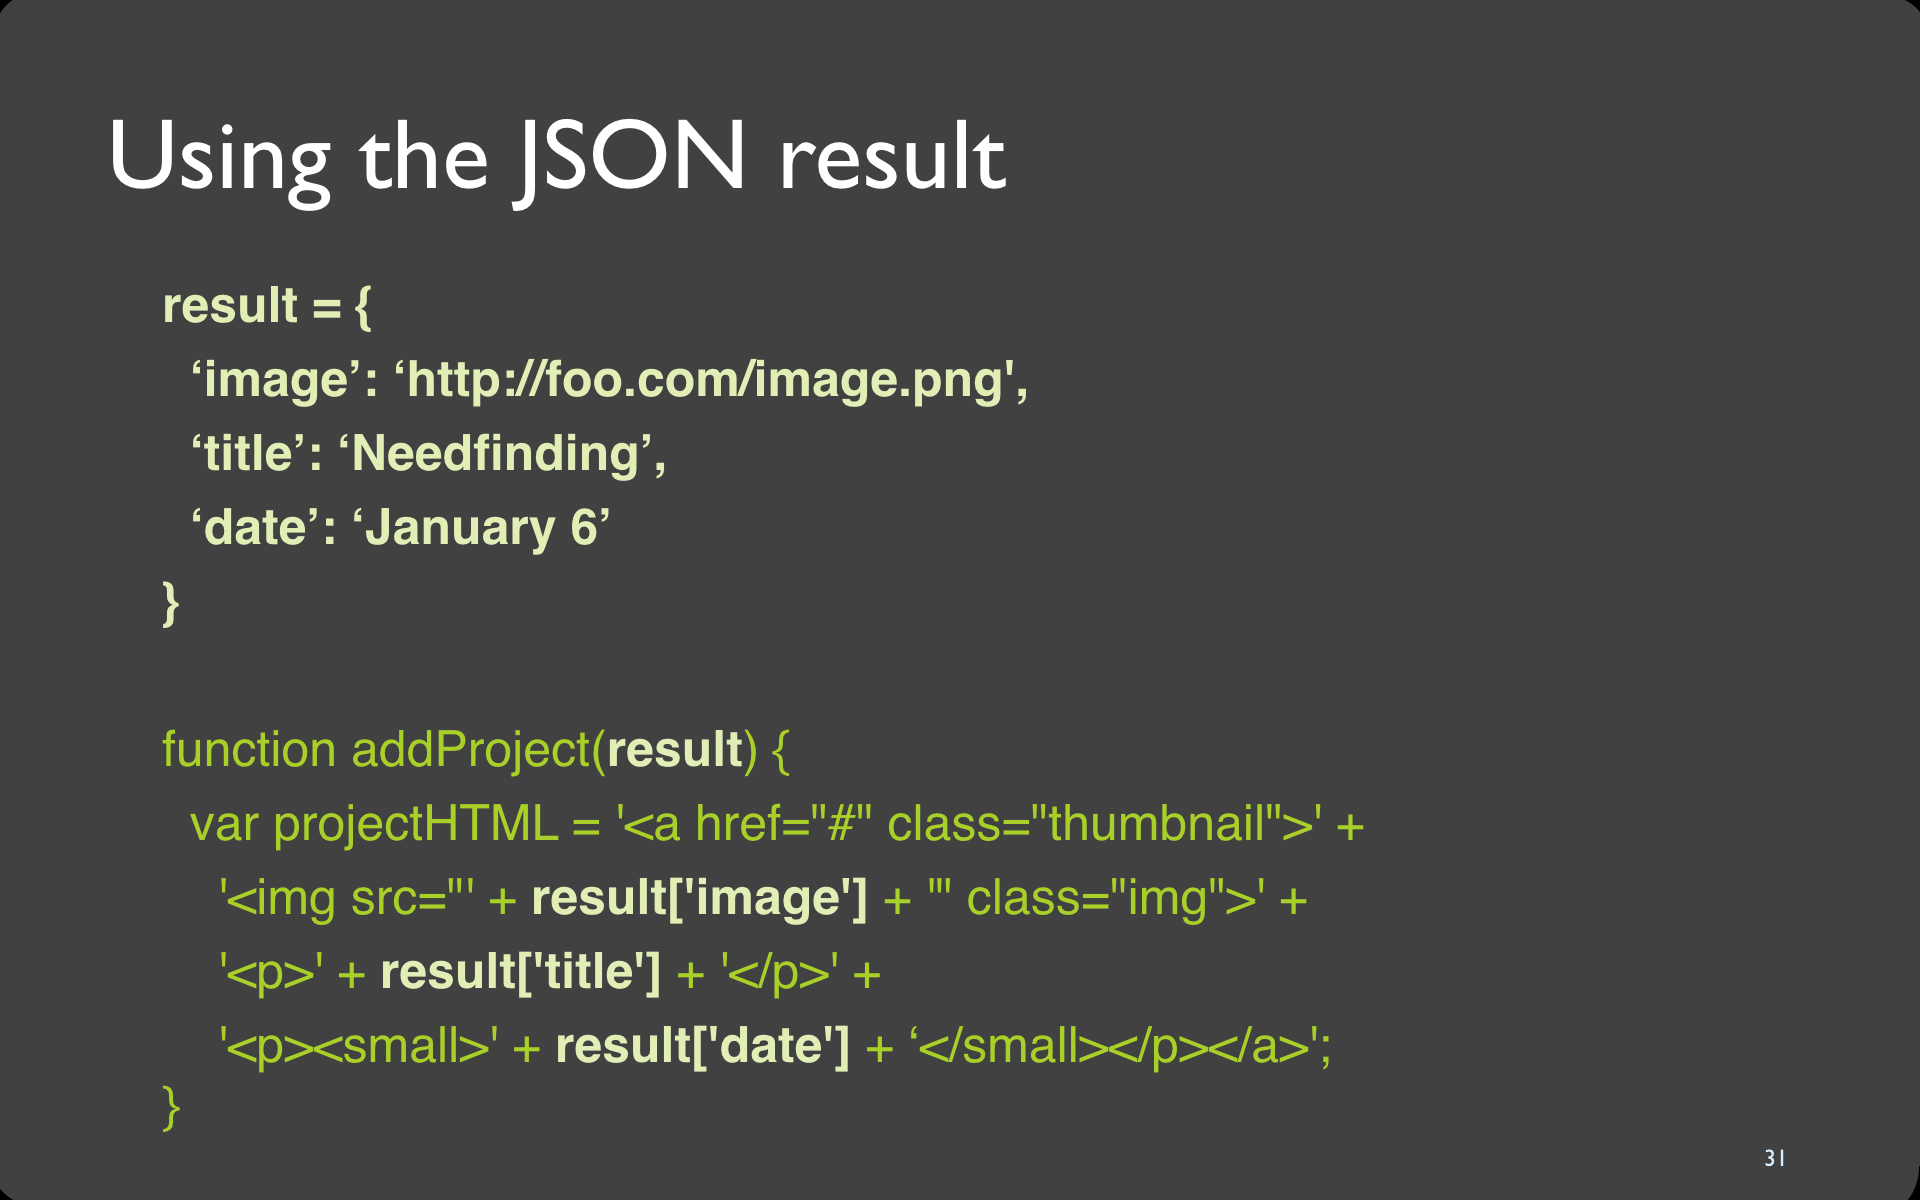 Using the JSON result
result = {
‘image’: ‘http://foo.com/image.png',
‘title’: ‘Needfinding’,
‘date’: ‘January 6’
}
function addProject(result) {
var projectHTML = '<a href="#" class="thumbnail">' +
'<img src="' + result['image'] + '" class="img">' +
'<p>' + result['title'] + '</p>' +
'<p><small>' + result['date'] + ‘</small></p></a>';
}
31